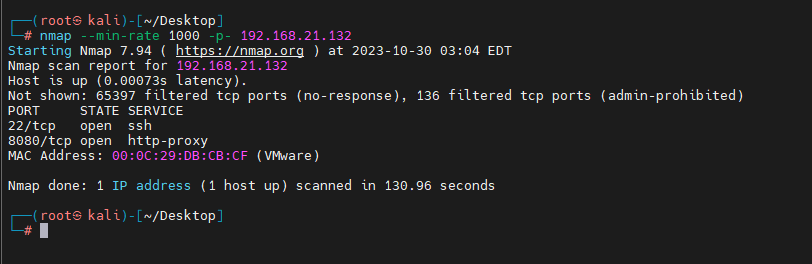 ┌──(root㉿ kali)-[~/Desktop]
└─# nmap --min-rate 1000 -p- 192.168.21.132
Starting Nmap 7.94 ( https://nmap.org ) at 2023-10-30 03:04 EDT
Nmap scan report for 192.168.21.132
Host is up (0.00073s latency).
Not shown: 65397 filtered tcp ports (no-response), 136 filtered tcp ports (admin-prohibited)
PORT     STATE SERVICE
22/tcp   open  ssh
8080/tcp open  http-proxy
MAC Address: 00:0C:29:DB:CB:CF (VMware)
Nmap done: 1 IP address (1 host up) scanned in 130.96 seconds
┌──(root㉿ kali)-[~/Desktop]
└─#